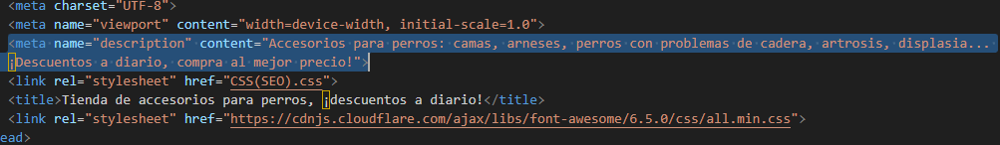 <meta charset="UTF-8">
<meta name="viewport" content="width=device-width, initial-scale=1.0">
<meta name="description" content="Accesorios para perros: camas, arneses, perros con problemas de cadera, artrosis, displasia...
¡Descuentos a diario, compra al mejor precio!">
<link rel="stylesheet" href="CSS(SEO).css">
<title>Tienda de accesorios para perros, ¡descuentos a diario!</title>
<link rel="stylesheet" href="https://cdnjs.cloudflare.com/ajax/libs/font-awesome/6.5.0/css/all.min.css">
ead>